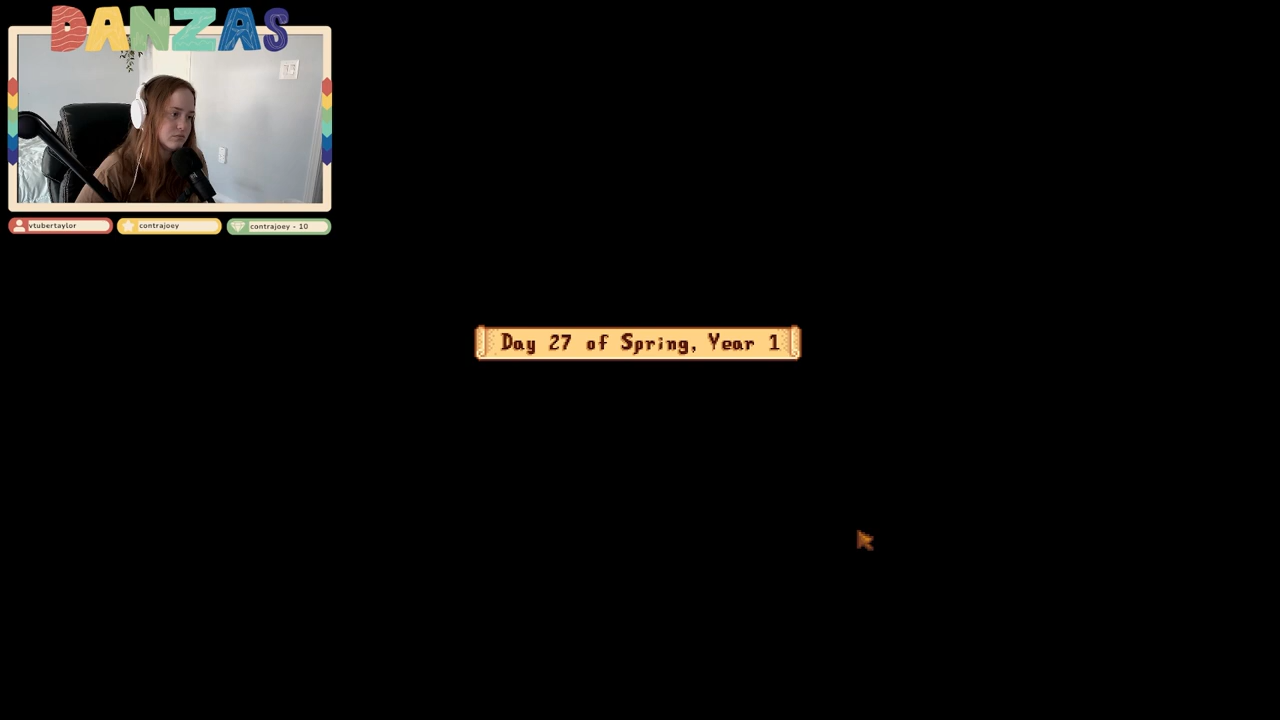 DANZAS
vtubertaylor
contrajoey
contrajoey - 10
Day 27 of Spring, Year 1